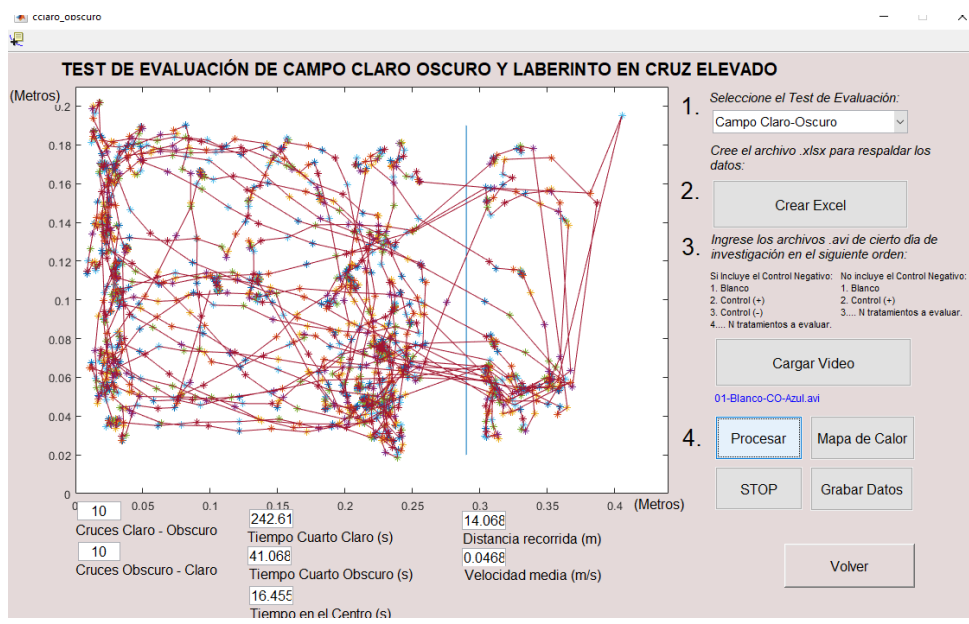 cclaro_obscuro
TEST DE EVALUACIÓN DE CAMPO CLARO OSCURO Y LABERINTO EN CRUZ ELEVADO
(Metros)
0.2
0.18
0.16
0.14
0.12
0.1
0.08
0.06
0.04
0.02
0
0 0.05 0.1 0.15 0.2 0.25 0.3 0.35 0.4 (Metros)
10
Cruces Claro - Obscuro
10
Cruces Obscuro - Claro
242.61
Tiempo Cuarto Claro (s)
41.068
Tiempo Cuarto Obscuro (s)
16.455
Tiempo en el Centro (s)
14.068
Distancia recorrida (m)
0.0468
Velocidad media (m/s)
1.
Seleccione el Test de Evaluación:
Campo Claro-Oscuro
Cree el archivo .xlsx para respaldar los
datos:
2.
Crear Excel
3.
Ingrese los archivos .avi de cierto dia de
investigación en el siguiente orden:
Si Incluye el Control Negativo:
1. Blanco
2. Control (+)
3. Control (-)
4.... N tratamientos a evaluar.
No incluye el Control Negativo:
1. Blanco
2. Control (+)
3.... N tratamientos a evaluar.
Cargar Video
01-Blanco-CO-Azul.avi
4.
Procesar
Mapa de Calor
STOP
Grabar Datos
Volver